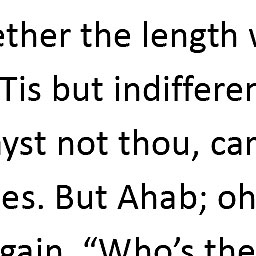 ether the length
Tis but indifferen
yst not thou, can
es. But Ahab; oh
gain. “Who’s the